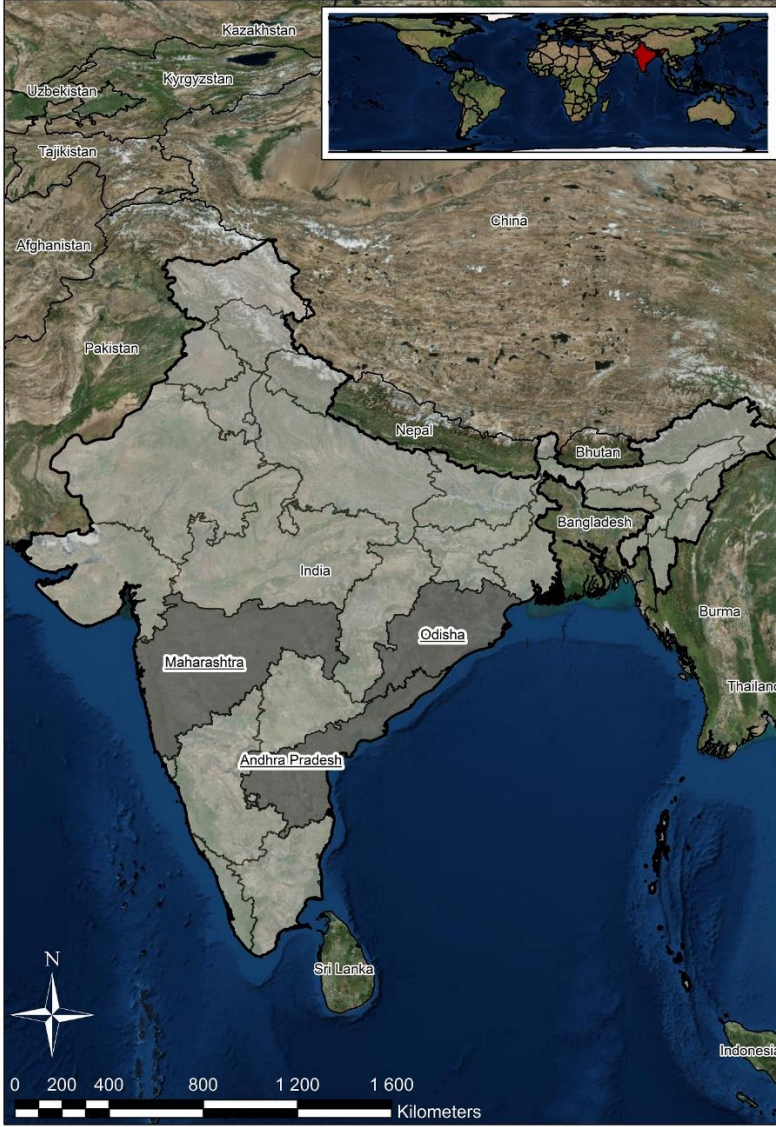 Kazakhstan
Uzbekistan
Kyrgyzstan
Tajikistan
China
Afghanistan
Pakistan
Nepal
Bhutan
Bangladesh
India
Burma
Odisha
Maharashtra
Thailand
Andhra Pradesh
N
Sri Lanka
Indonesia
0 200 400 800 1 200 1 600
Kilometers